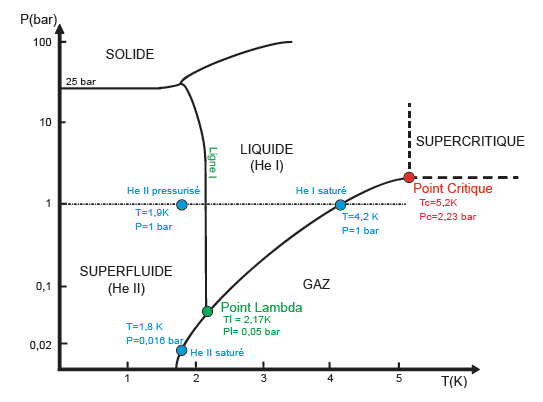 P(bar)
100
SOLIDE
25 bar
10
SUPERCRITIQUE
LIQUIDE
(He I)
Ligne l
Point Critique
Tc=5,2K
Pc=2,23 bar
He II pressurisé
He I saturé
1
T=1,9K
P=1 bar
T=4,2 K
P=1 bar
SUPERFLUIDE
(He II)
GAZ
0,1
Point Lambda
Tl = 2,17K
Pl= 0,05 bar
T=1,8 K
P=0,016 bar
0,02
He II saturé
1
2
3
4
5
T(K)